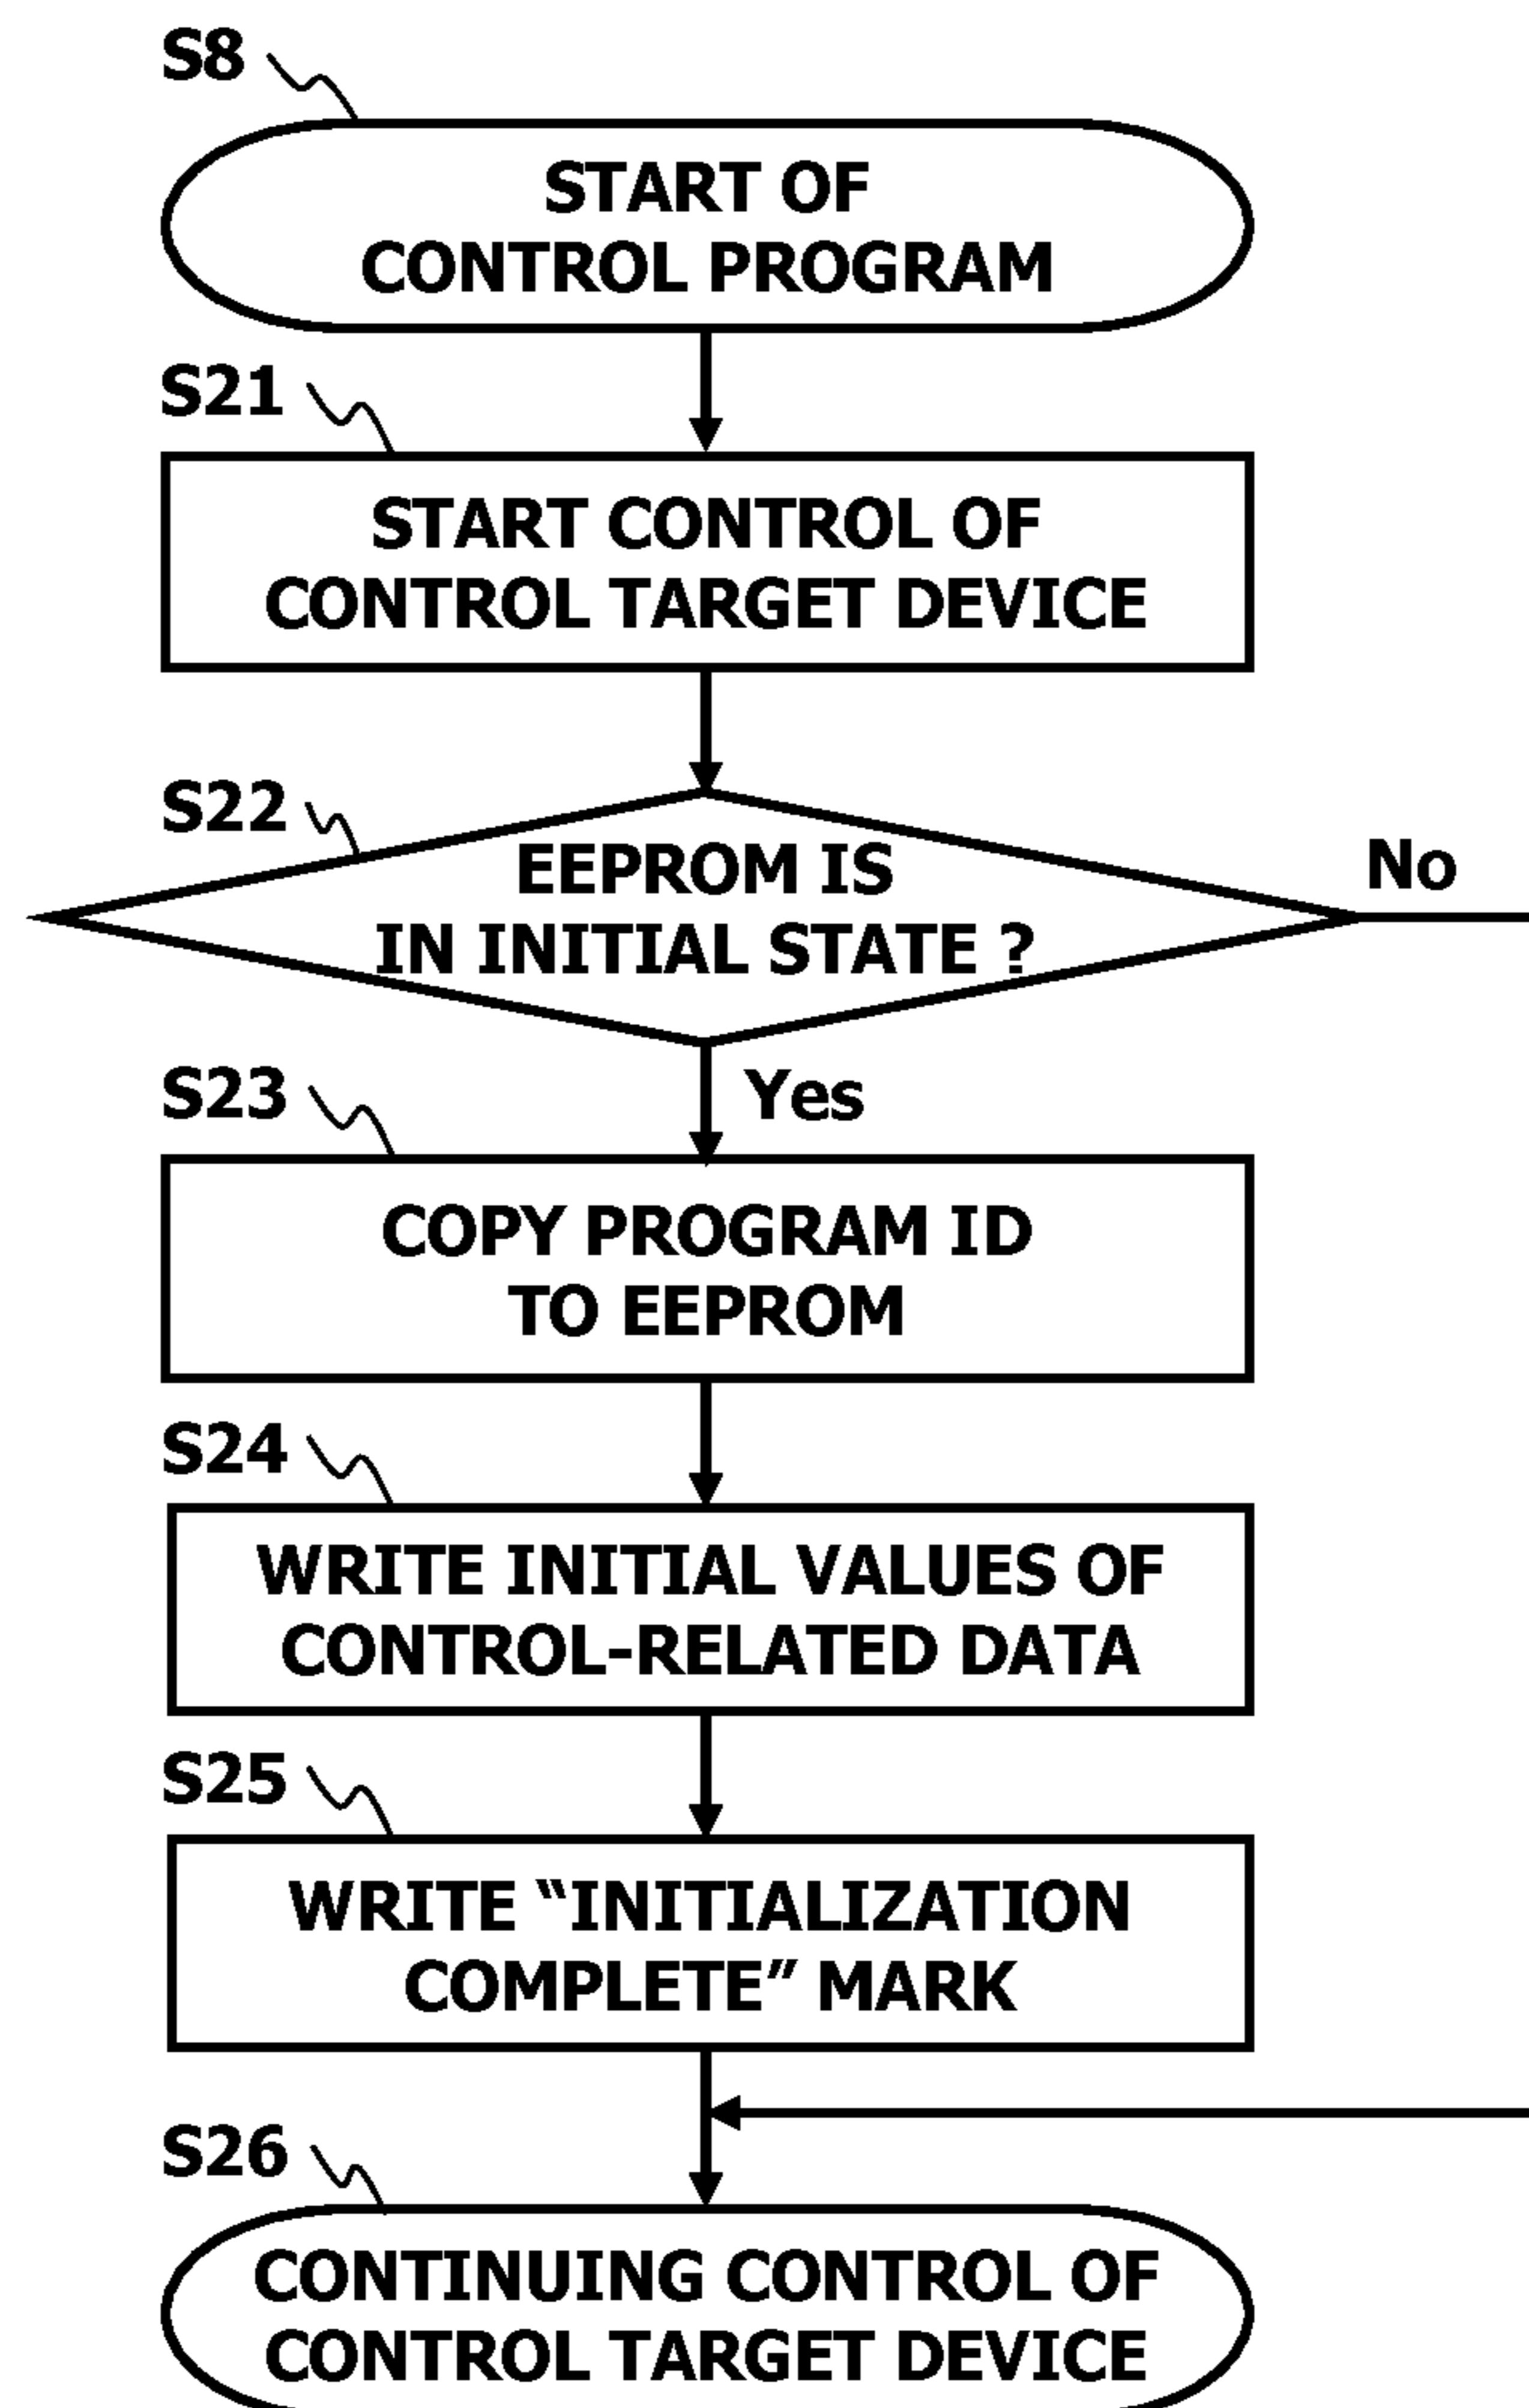 S8
START OF
CONTROL PROGRAM
S21
START CONTROL OF
CONTROL TARGET DEVICE
S22
EEPROM IS
IN INITIAL STATE ?
No
S23
Yes
COPY PROGRAM ID
TO EEPROM
S24
WRITE INITIAL VALUES OF
CONTROL-RELATED DATA
S25
WRITE “INITIALIZATION
COMPLETE” MARK
S26
CONTINUING CONTROL OF
CONTROL TARGET DEVICE